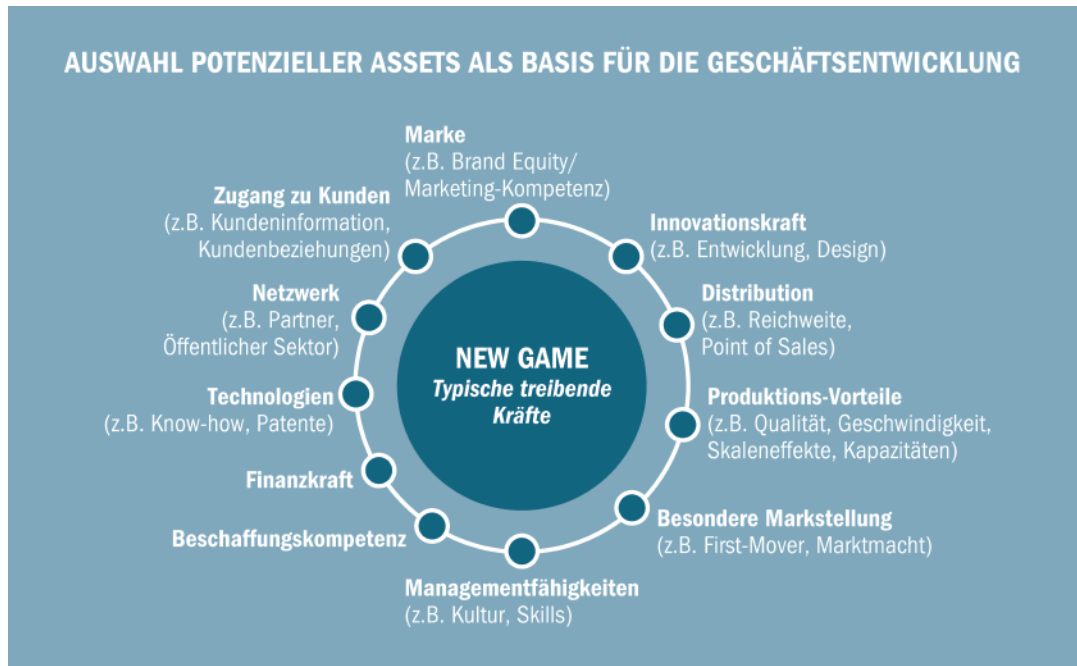 AUSWAHL POTENZIELLER ASSETS ALS BASIS FÜR DIE GESCHÄFTSENTWICKLUNG
Marke
(z.B. Brand Equity/
Marketing-Kompetenz)
Innovationskraft
(z.B. Entwicklung, Design)
Distribution
(z.B. Reichweite,
Point of Sales)
Produktions-Vorteile
(z.B. Qualität, Geschwindigkeit,
Skaleneffekte, Kapazitäten)
Besondere Markstellung
(z.B. First-Mover, Marktmacht)
Managementfähigkeiten
(z.B. Kultur, Skills)
Beschaffungskompetenz
Finanzkraft
Technologien
(z.B. Know-how, Patente)
Netzwerk
(z.B. Partner,
Öffentlicher Sektor)
Zugang zu Kunden
(z.B. Kundeninformation,
Kundenbeziehungen)
NEW GAME
Typische treibende
Kräfte